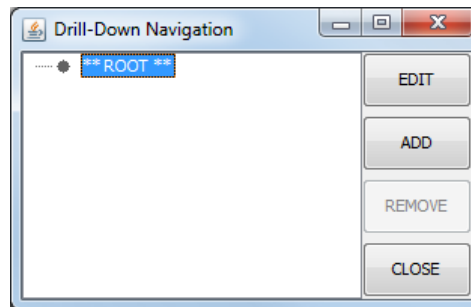 Drill-Down Navigation
** ROOT **
EDIT
ADD
REMOVE
CLOSE